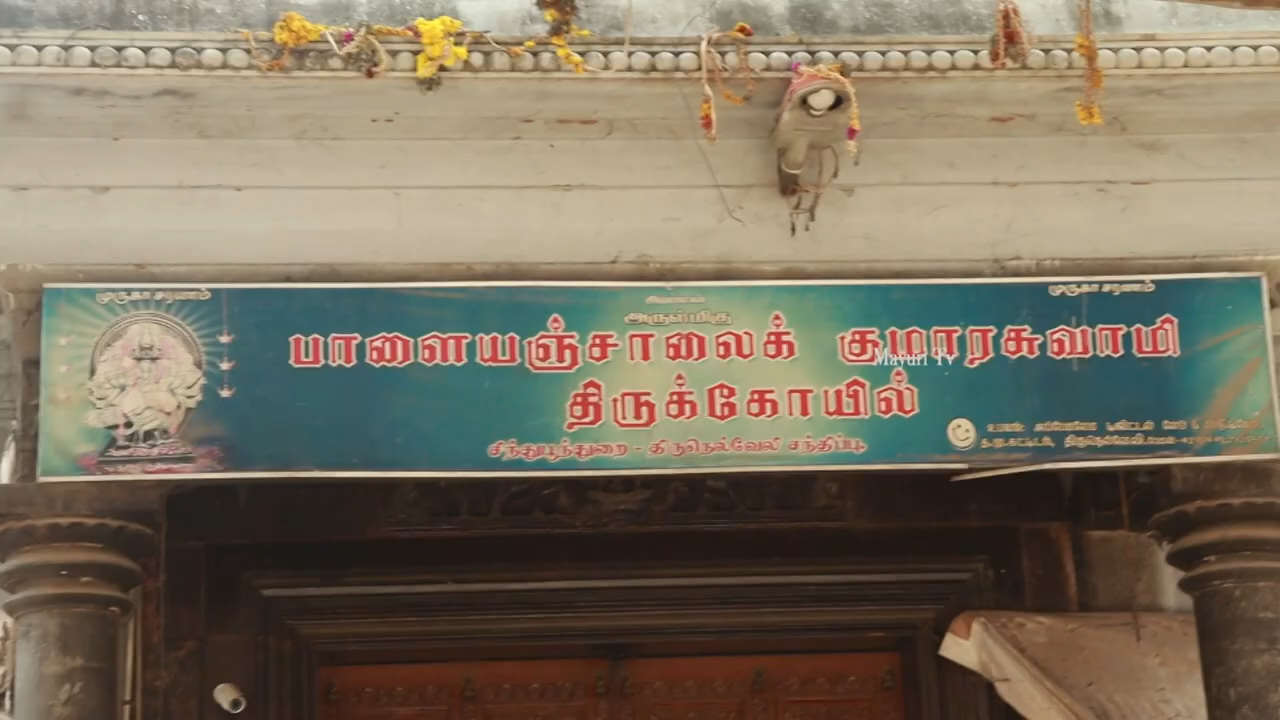 முருகா சரணம்
முருகா சரணம்
அருள்மிகு
பாளையஞ்சாலைக் குமாரசுவாமி
Mayuri Tv
திருக்கோயில்
சிந்துபூந்துறை - திருநெல்வேலி சந்திப்பு.